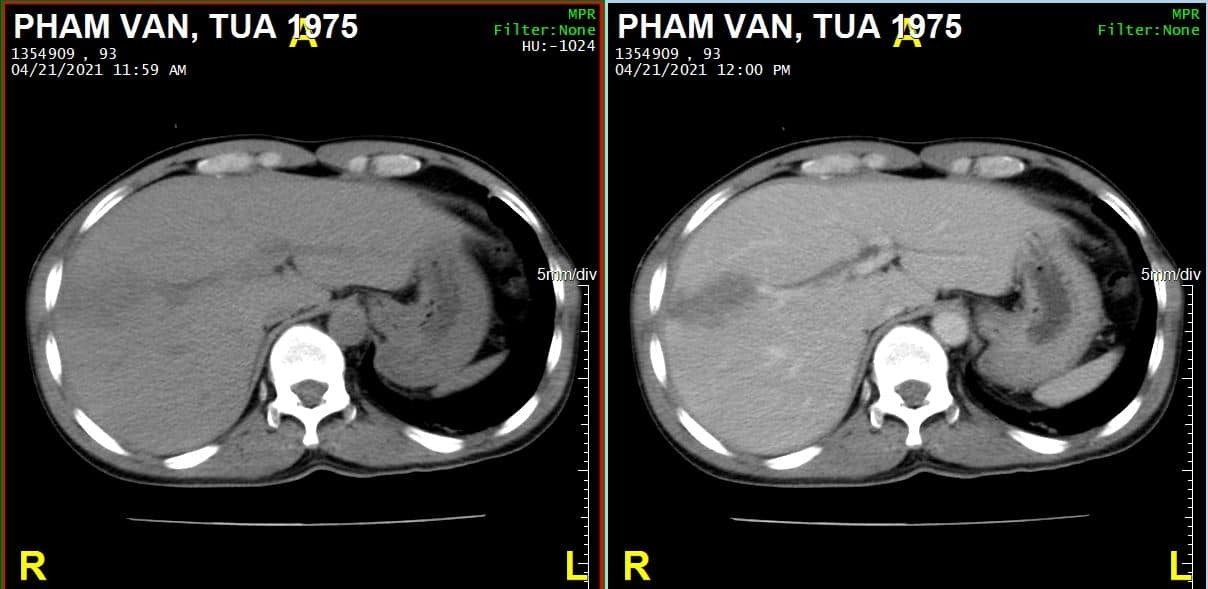 PHAM VAN, TUA 1975
A
MPR
Filter:None
HU:-1024
1354909 , 93
04/21/2021 11:59 AM
5mm/div
R
L
PHAM VAN, TUA 1975
A
MPR
Filter:None
1354909 , 93
04/21/2021 12:00 PM
5mm/div
R
L